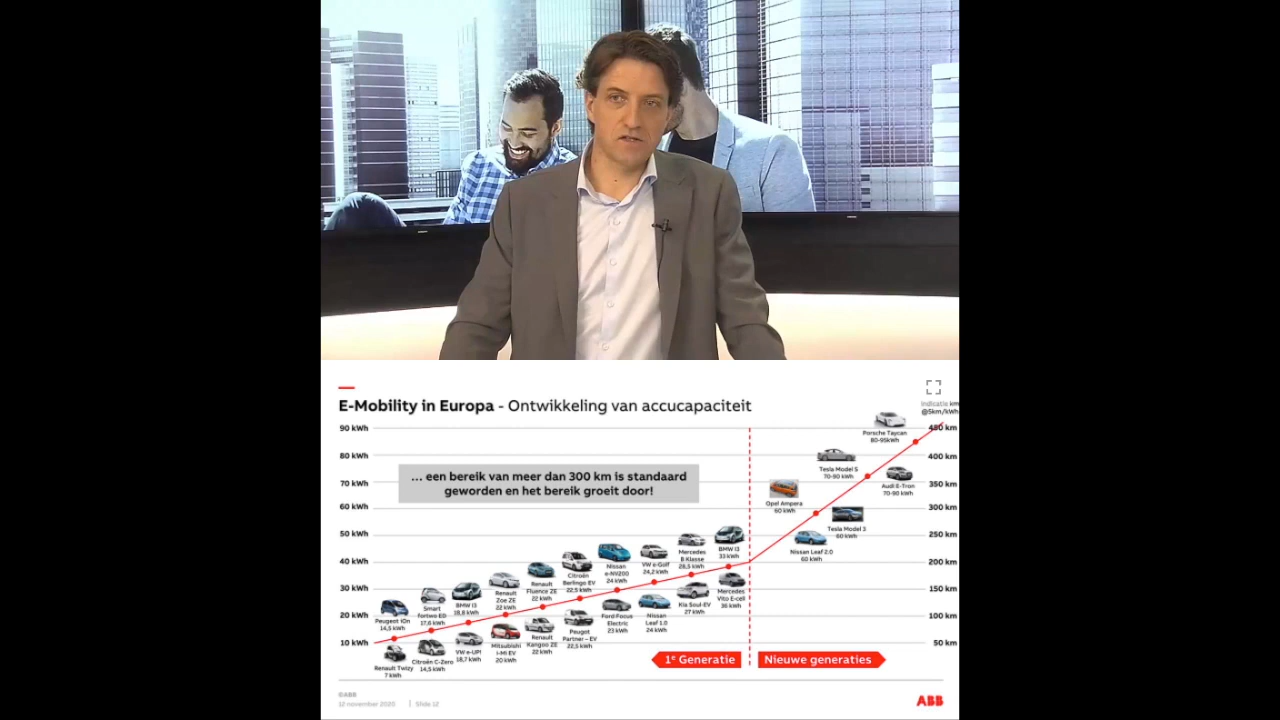 E-Mobility in Europa - Ontwikkeling van accucapaciteit
Indicatie km
@5km/kWh
90 kWh
80 kWh
70 kWh
60 kWh
50 kWh
40 kWh
30 kWh
20 kWh
10 kWh
... een bereik van meer dan 300 km is standaard
geworden en het bereik groeit door!
Peugeot iOn
14,5 kWh
Renault Twizy
7 kWh
Smart
fortwo ED
17,6 kWh
Citroën C-Zero
14,5 kWh
BMW i3
18,8 kWh
VW e-UP!
18,7 kWh
Renault
Zoe ZE
22 kWh
Mitsubishi
i-MI EV
20 kWh
Renault
Fluence ZE
22 kWh
Renault
Kangoo ZE
22 kWh
Citroën
Berlingo EV
22,5 kWh
Peugot
Partner – EV
22,5 kWh
Nissan
e-NV200
24 kWh
Ford Focus
Electric
23 kWh
VW e-Golf
24,2 kWh
Nissan
Leaf 1.0
24 kWh
Mercedes
B Klasse
28,5 kWh
Kia Soul-EV
27 kWh
BMW i3
33 kWh
Mercedes
Vito E-cell
36 kWh
Opel Ampera
60 kWh
Nissan Leaf 2.0
60 kWh
Tesla Model S
70-90 kWh
Tesla Model 3
60 kWh
Porsche Taycan
80-95kWh
Audi E-Tron
70-90 kWh
450 km
400 km
350 km
300 km
250 km
200 km
150 km
100 km
50 km
1e Generatie
Nieuwe generaties
©ABB
12 november 2020
Slide 12
ABB